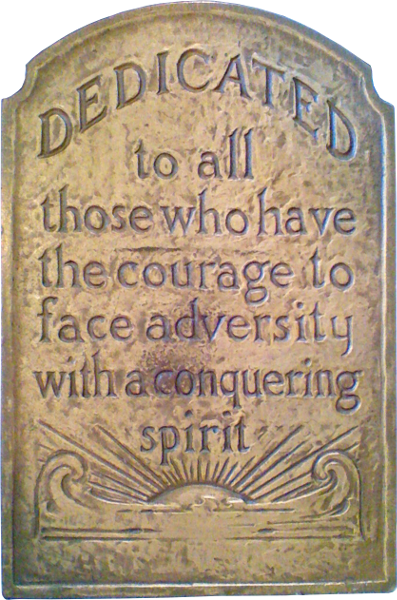 DEDICATED
to all
those who have
the courage to
face adversity
with a conquering
spirit